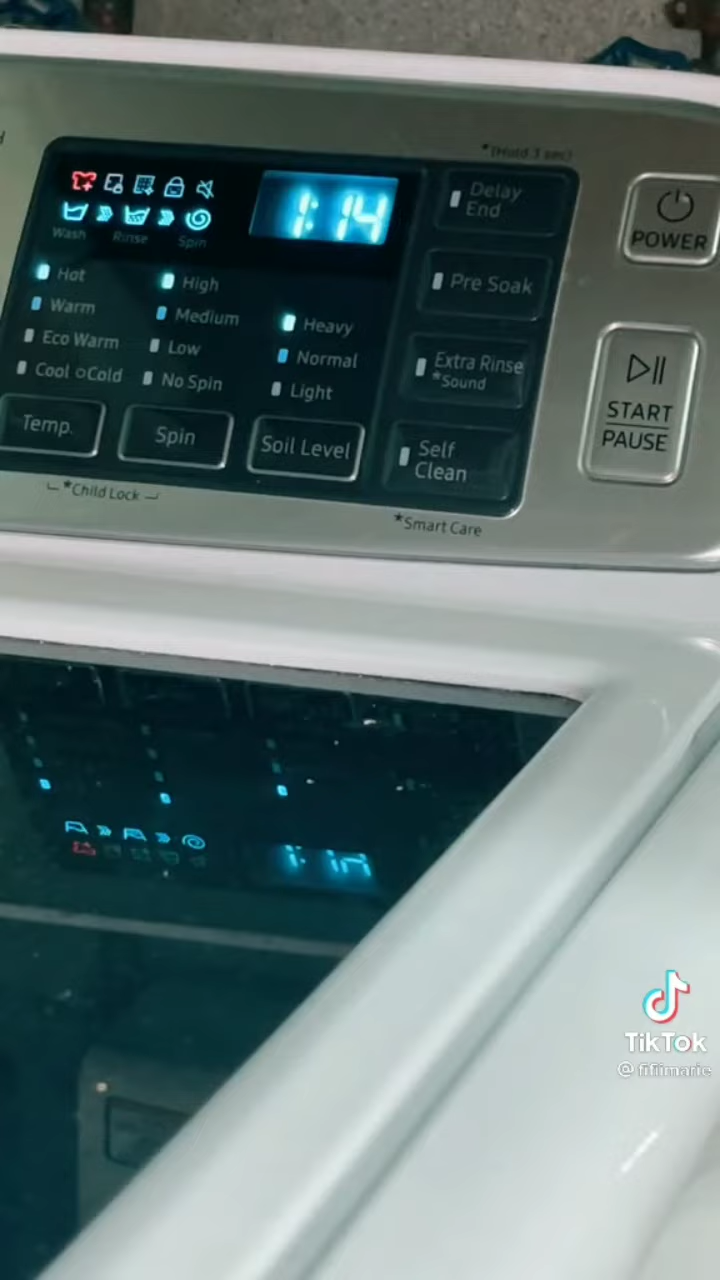 *(Hold 3 sec)
1:14
Delay
End
POWER
Wash Rinse Spin
Hot
High
Pre Soak
Warm
Medium
Heavy
Eco Warm
Low
Normal
Extra Rinse
*Sound
START
PAUSE
Cool Cold
No Spin
Light
Temp.
Spin
Soil Level
Self
Clean
*Child Lock
*Smart Care
TikTok
@fifiimarie